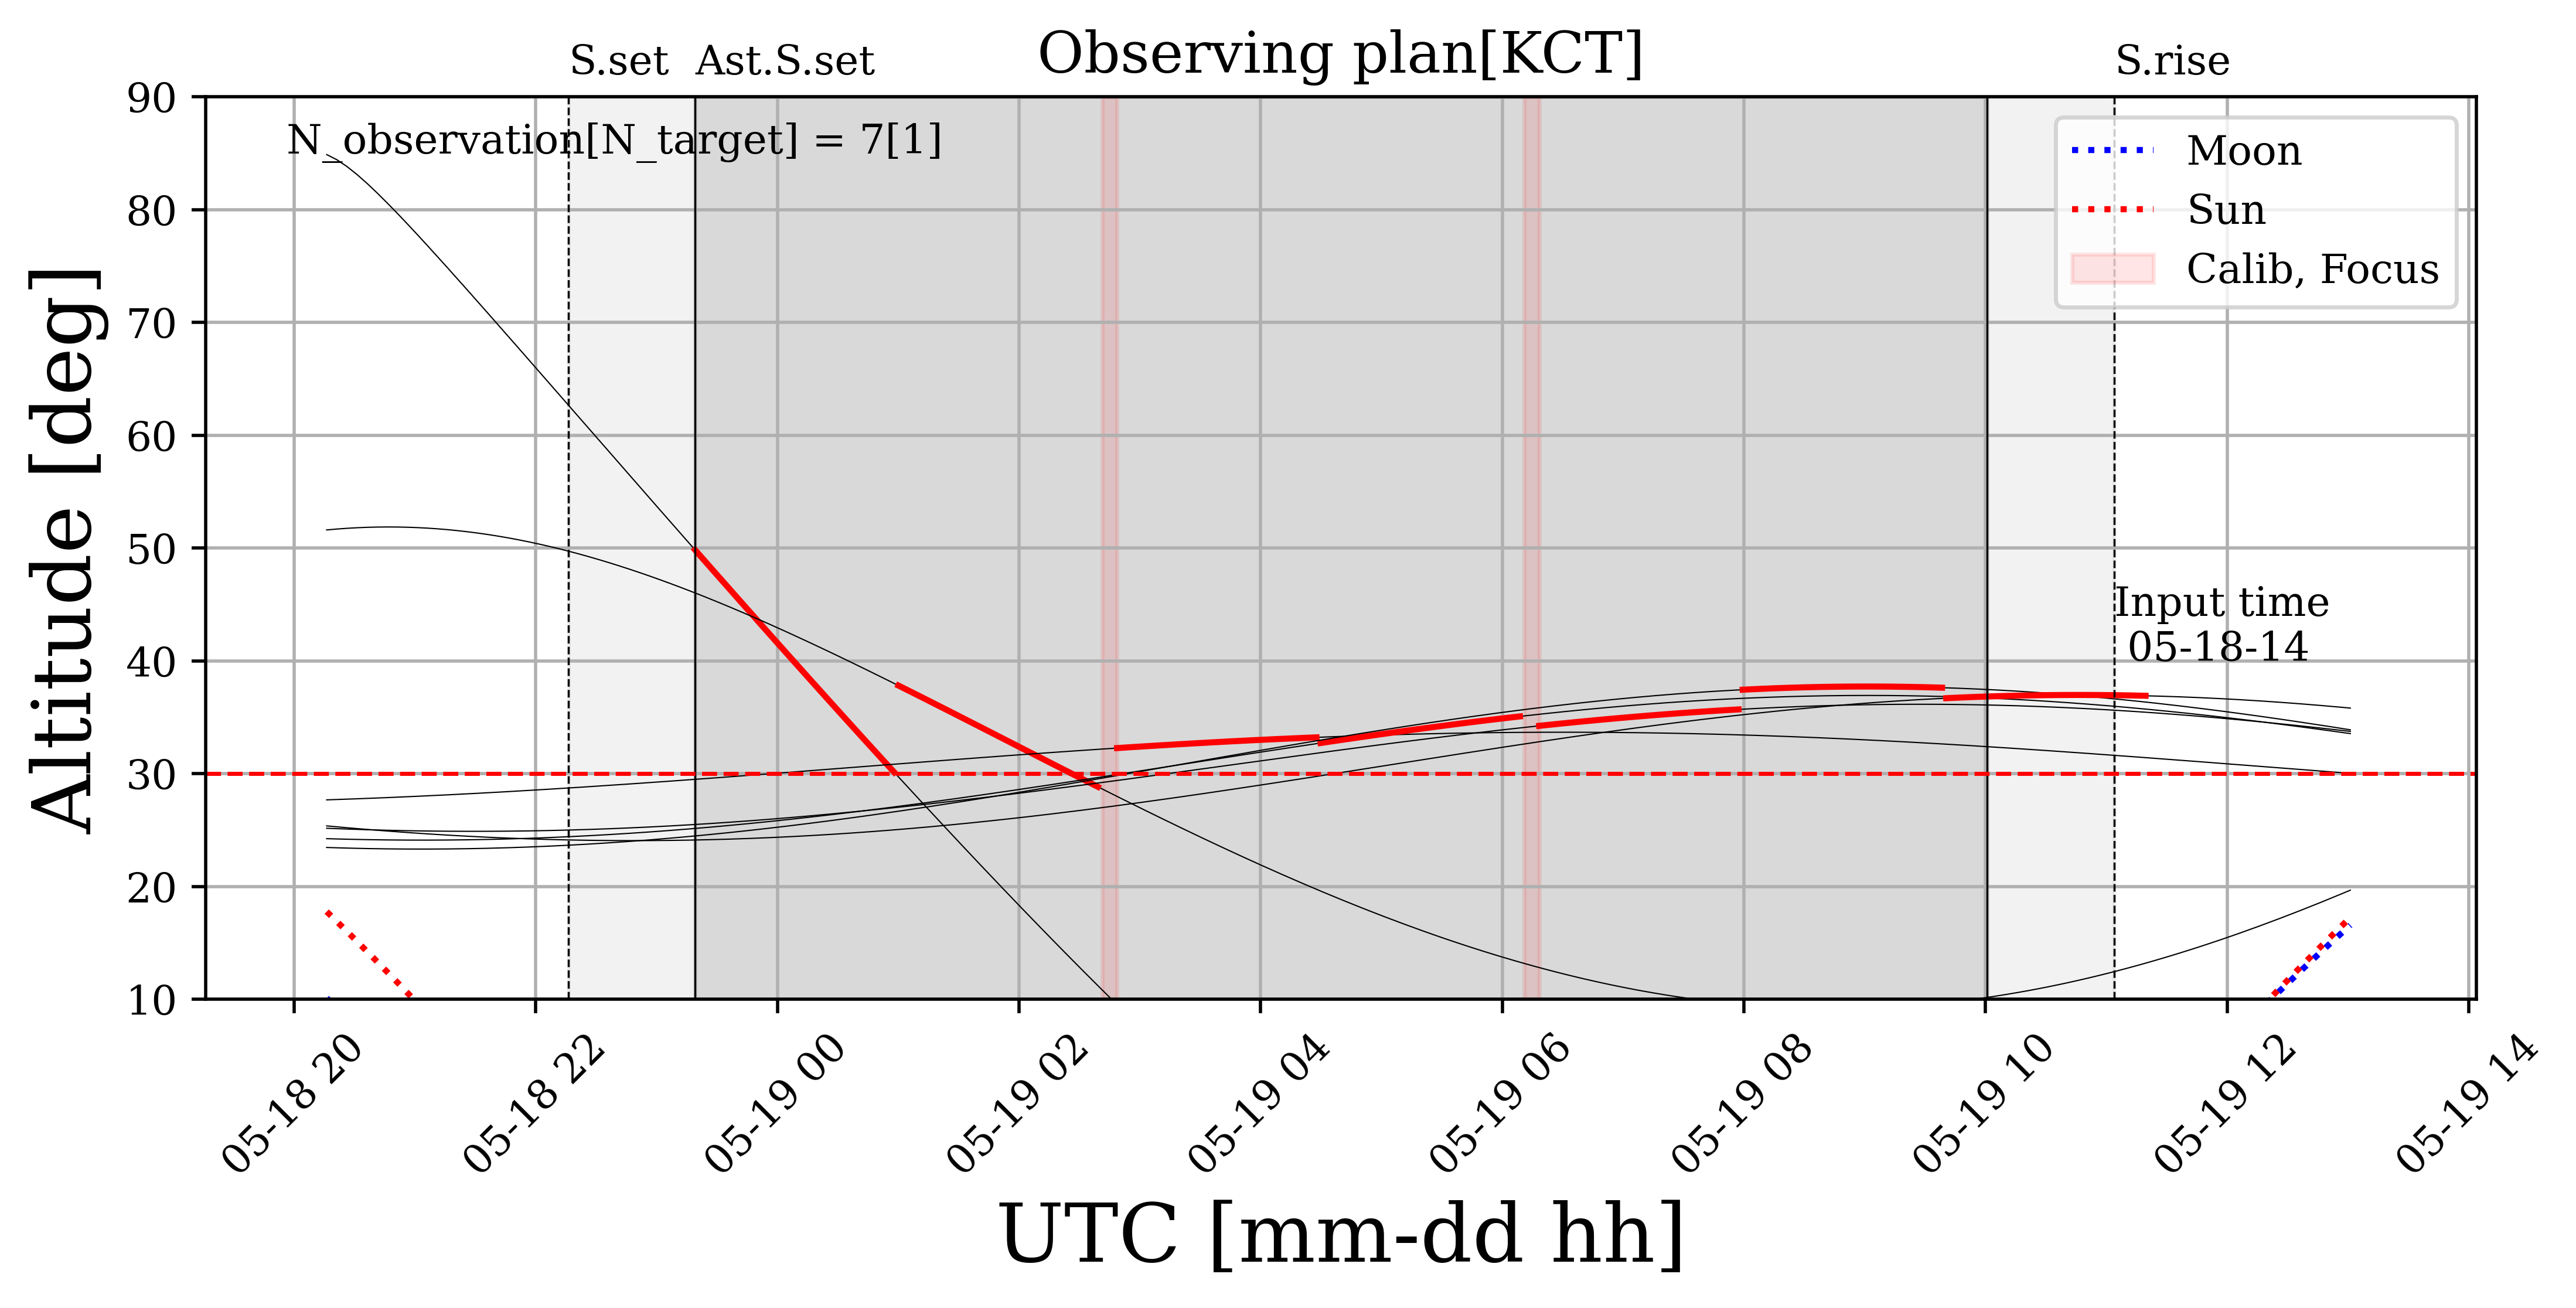 Observing plan[KCT]
S.set
Ast.S.set
S.rise
N_observation[N_target] = 7[1]
Moon
Sun
Calib, Focus
Input time
05-18-14
Altitude [deg]
90
80
70
60
50
40
30
20
10
05-18 20
05-18 22
05-19 00
05-19 02
05-19 04
05-19 06
05-19 08
05-19 10
05-19 12
05-19 14
UTC [mm-dd hh]